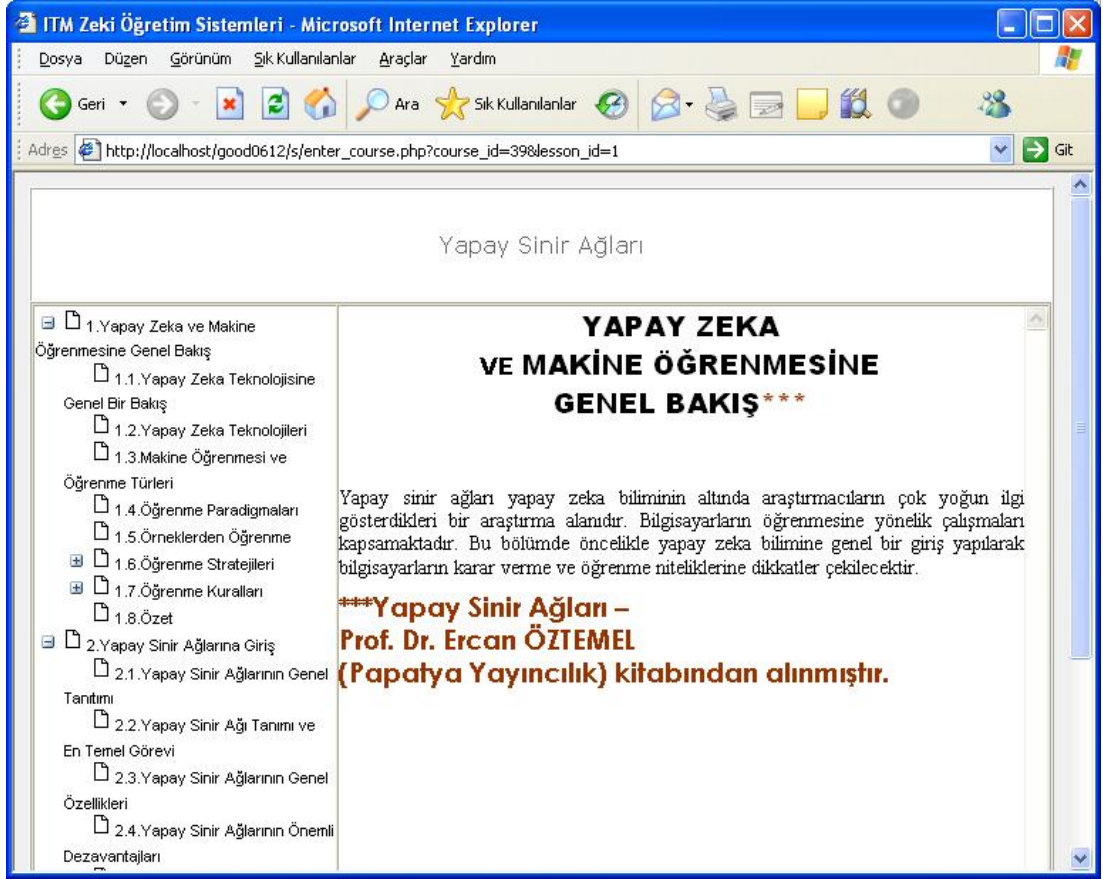 ITM Zeki Öğretim Sistemleri - Microsoft Internet Explorer
Dosya Düzen Görünüm Sık Kullanılanlar Araçlar Yardım
Geri Ara Sık Kullanılanlar
Adres http://localhost/good0612/s/enter_course.php?course_id=39&lesson_id=1 Git
Yapay Sinir Ağları
1.Yapay Zeka ve Makine
Öğrenmesine Genel Bakış
1.1.Yapay Zeka Teknolojisine
Genel Bir Bakış
1.2.Yapay Zeka Teknolojileri
1.3.Makine Öğrenmesi ve
Öğrenme Türleri
1.4.Öğrenme Paradigmaları
1.5.Örneklerden Öğrenme
1.6.Öğrenme Stratejileri
1.7.Öğrenme Kuralları
1.8.Özet
2.Yapay Sinir Ağlarına Giriş
2.1.Yapay Sinir Ağlarının Genel
Tanıtımı
2.2.Yapay Sinir Ağı Tanımı ve
En Temel Görevi
2.3.Yapay Sinir Ağlarının Genel
Özellikleri
2.4.Yapay Sinir Ağlarının Önemli
Dezavantajları
YAPAY ZEKA
VE MAKİNE ÖĞRENMESİNE
GENEL BAKIŞ***
Yapay sinir ağları yapay zeka biliminin altında araştırmacıların çok yoğun ilgi
gösterdikleri bir araştırma alanıdır. Bilgisayarların öğrenmesine yönelik çalışmaları
kapsamaktadır. Bu bölümde öncelikle yapay zeka bilimine genel bir giriş yapılarak
bilgisayarların karar verme ve öğrenme niteliklerine dikkatler çekilecektir.
***Yapay Sinir Ağları –
Prof. Dr. Ercan ÖZTEMEL
(Papatya Yayıncılık) kitabından alınmıştır.